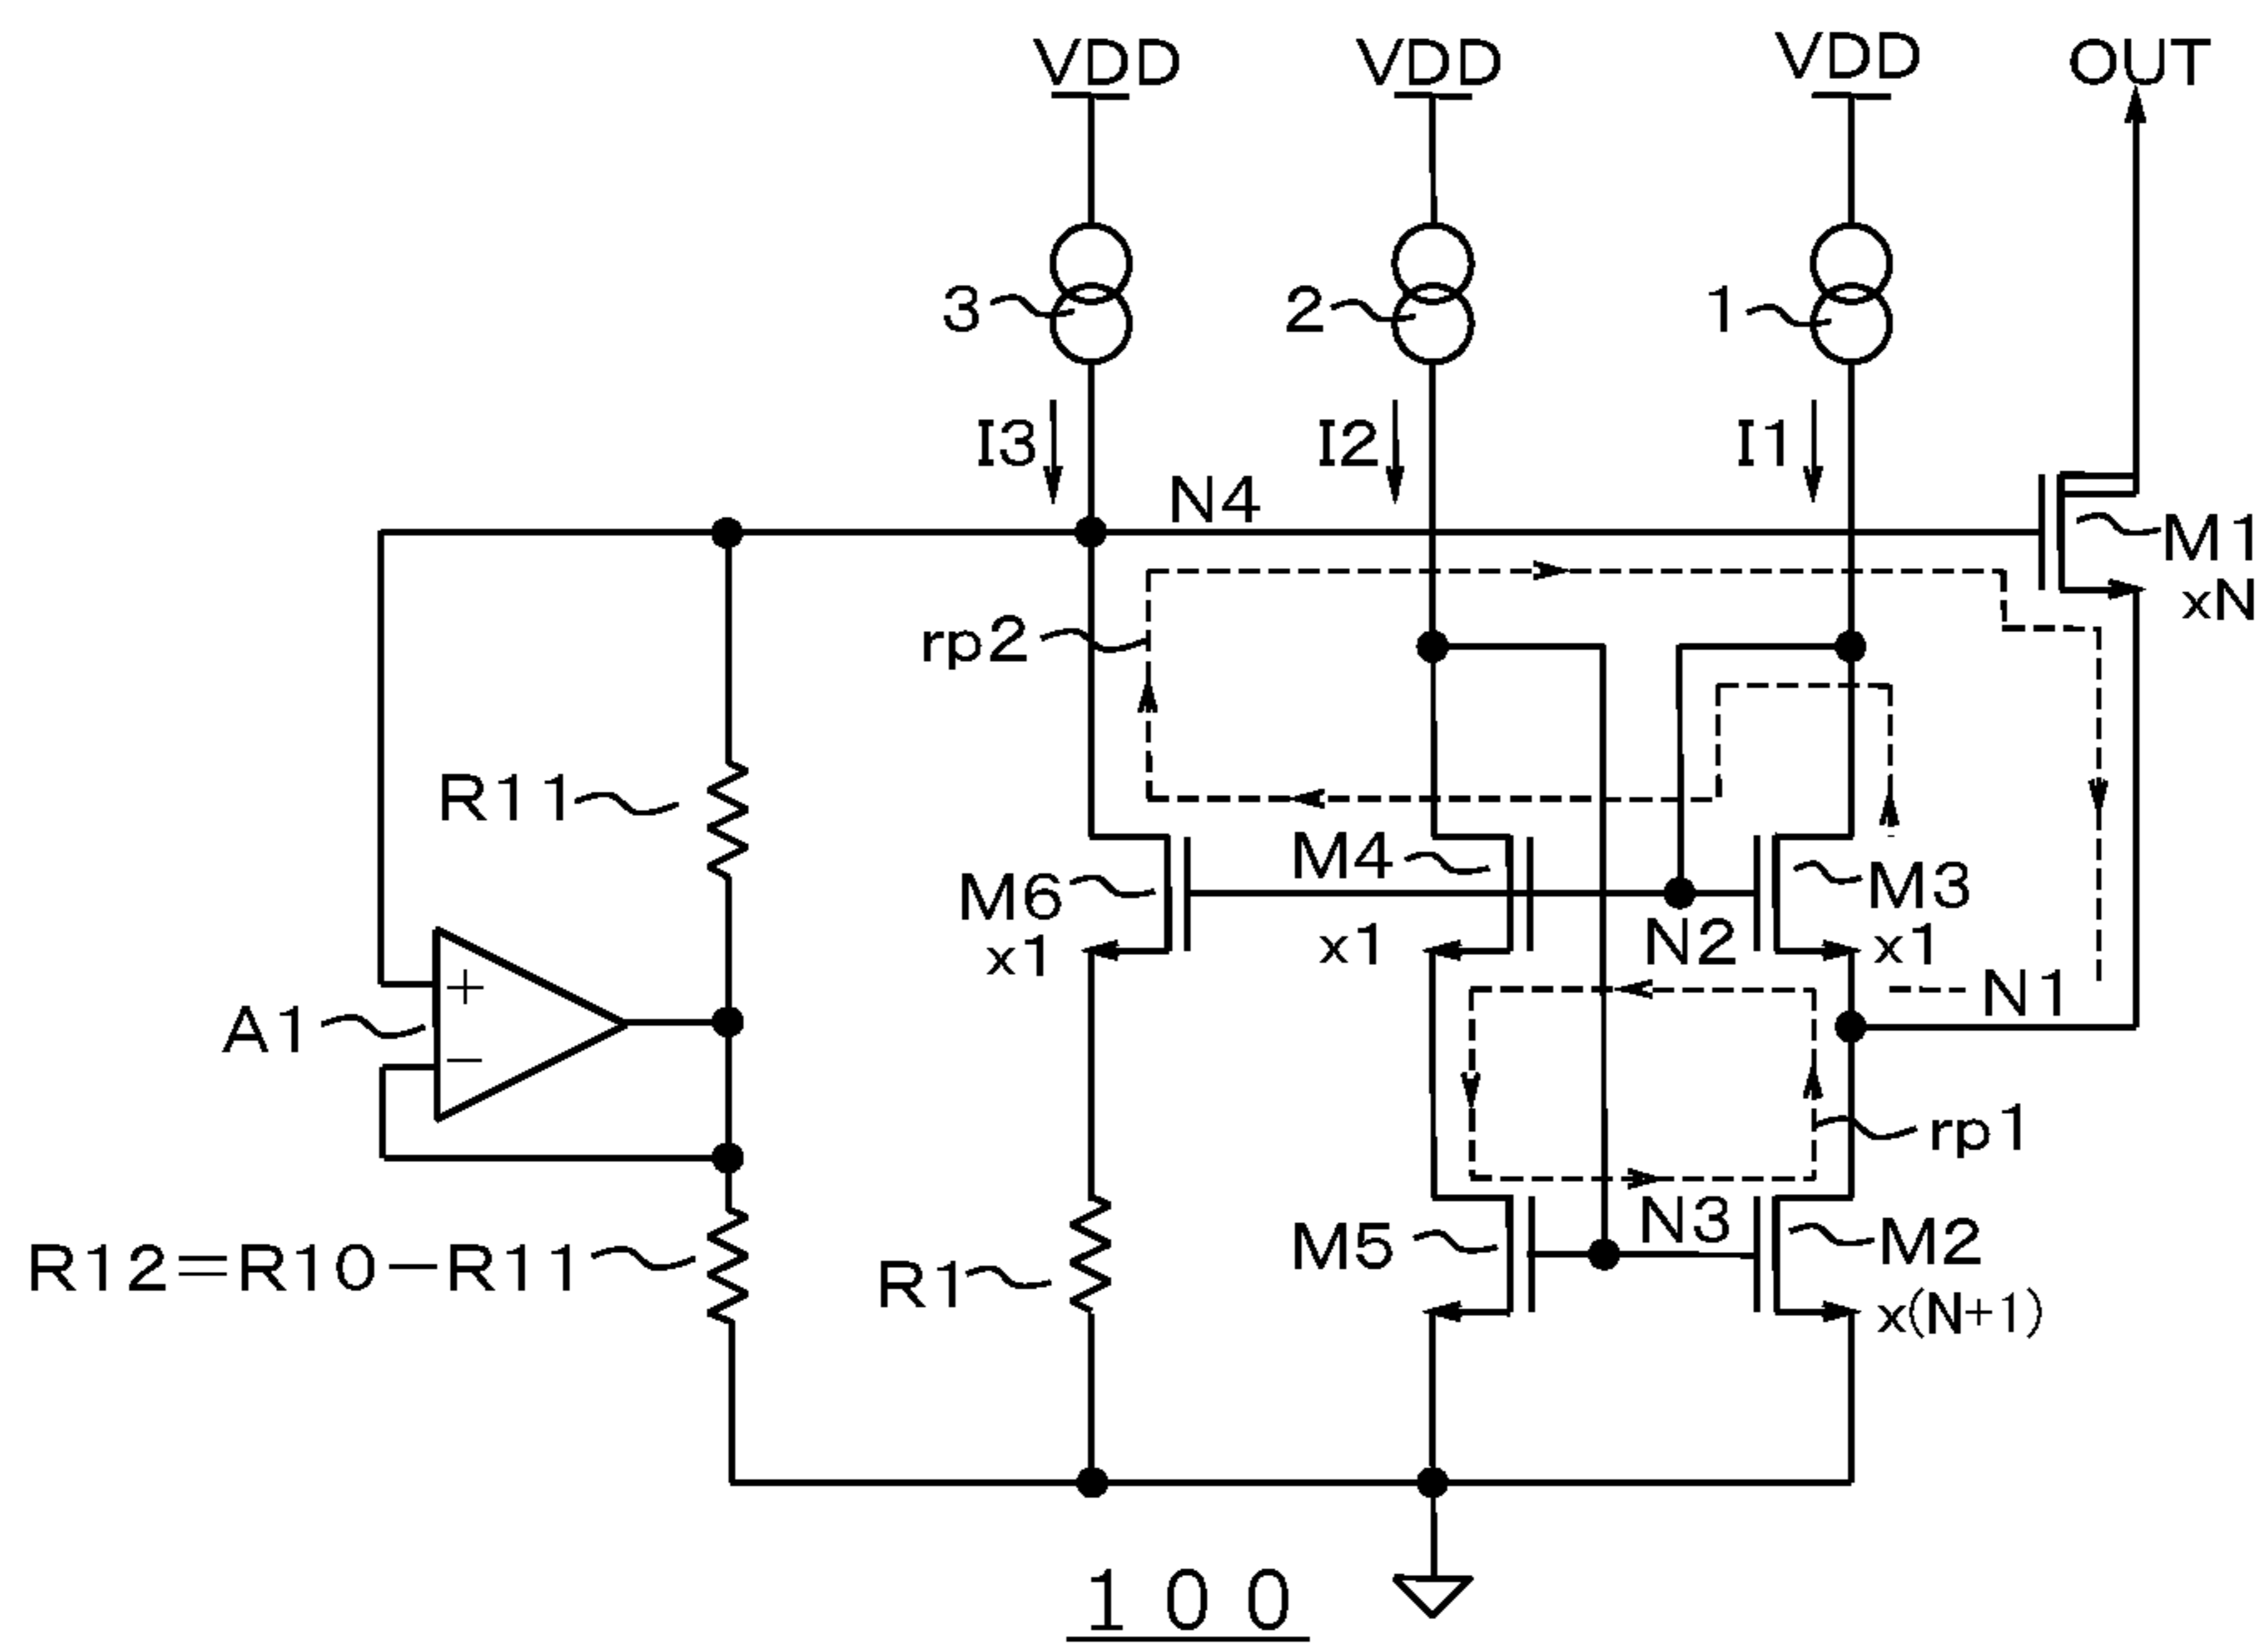 VDD VDD VDD OUT
3 2 1
I3 I2 I1
N4
M1
xN
rp2
R11
M4
M6 M3
x1 x1 N2 x1
+
N1
A1
−
rp1
N3
M5 M2
R12=R10−R11 R1
x(N+1)
100